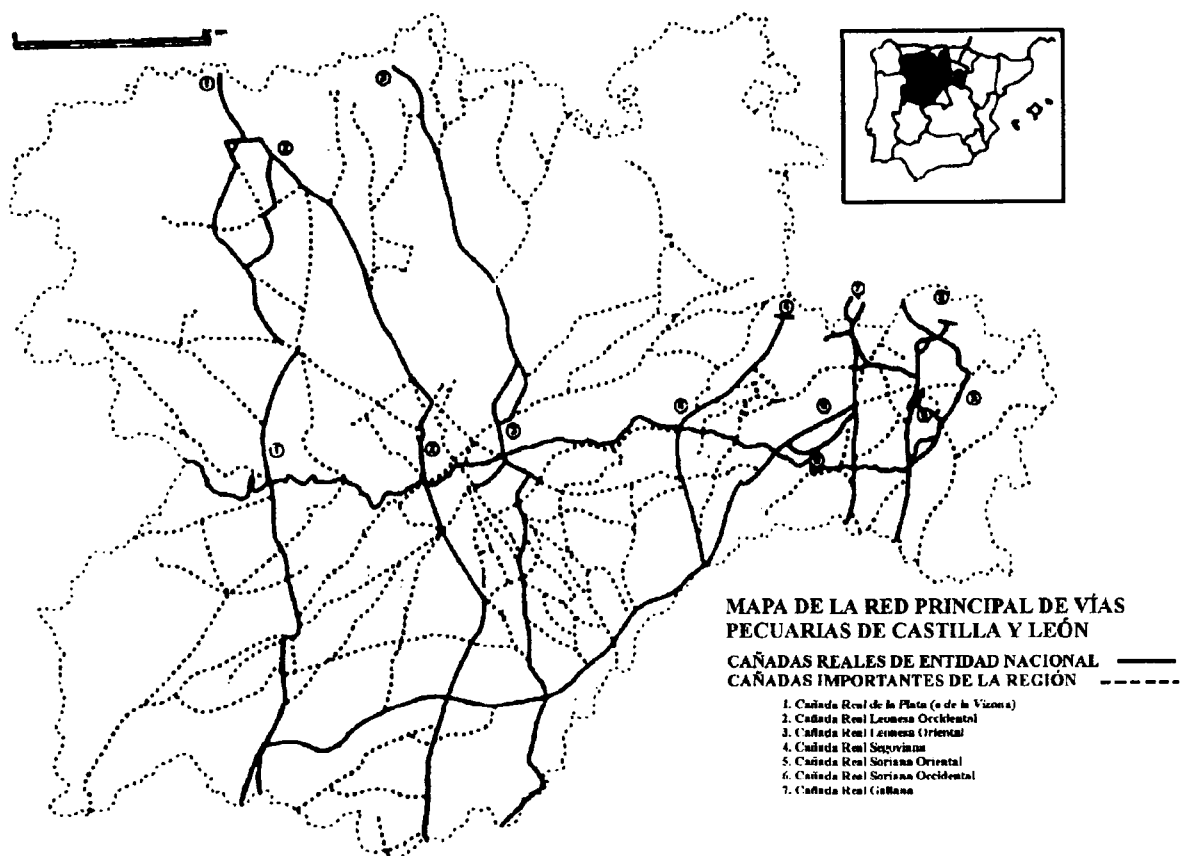 MAPA DE LA RED PRINCIPAL DE VÍAS
PECUARIAS DE CASTILLA Y LEÓN
CAÑADAS REALES DE ENTIDAD NACIONAL
CAÑADAS IMPORTANTES DE LA REGIÓN
1. Cañada Real de la Plata (o de la Vizana)
2. Cañada Real Leonesa Occidental
3. Cañada Real Leonesa Oriental
4. Cañada Real Segoviana
5. Cañada Real Soriana Oriental
6. Cañada Real Soriana Occidental
7. Cañada Real Galiana